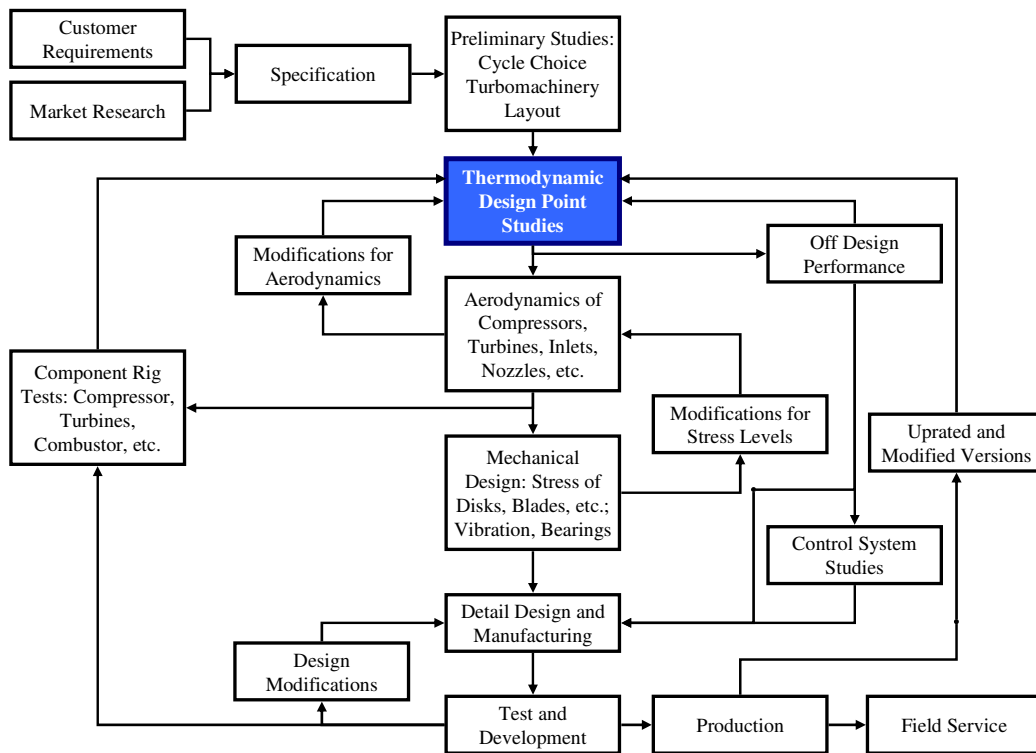 Customer
Requirements
Market Research
Specification
Preliminary Studies:
Cycle Choice
Turbomachinery
Layout
Thermodynamic
Design Point
Studies
Modifications for
Aerodynamics
Off Design
Performance
Aerodynamics of
Compressors,
Turbines, Inlets,
Nozzles, etc.
Component Rig
Tests: Compressor,
Turbines,
Combustor, etc.
Modifications for
Stress Levels
Uprated and
Modified Versions
Mechanical
Design: Stress of
Disks, Blades, etc.;
Vibration, Bearings
Control System
Studies
Detail Design and
Manufacturing
Design
Modifications
Test and
Development
Production
Field Service